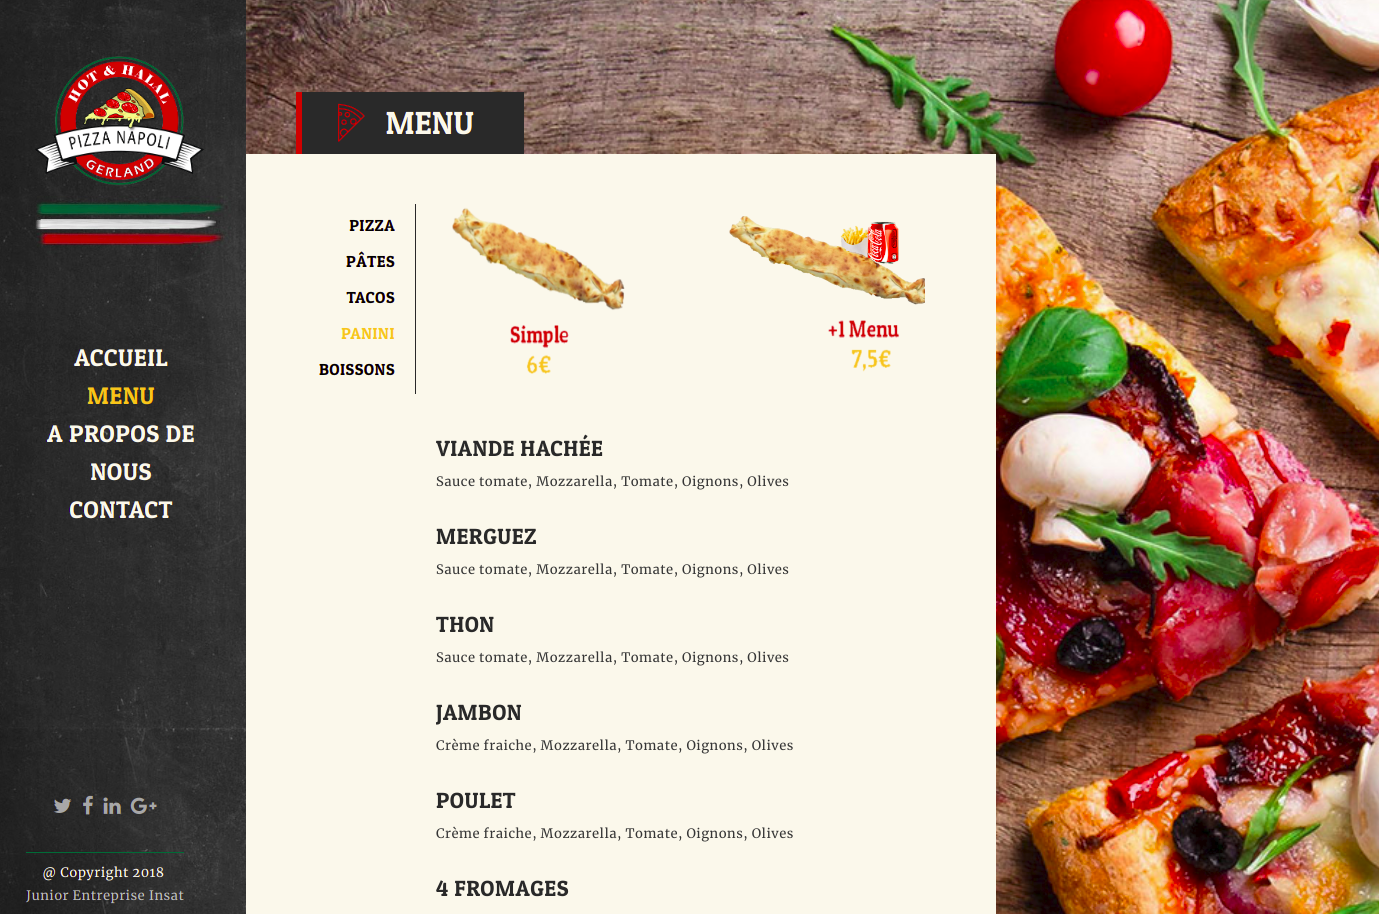 HOT & HALAL
PIZZA NAPOLI
GERLAND
ACCUEIL
MENU
A PROPOS DE
NOUS
CONTACT
@ Copyright 2018
Junior Entreprise Insat
MENU
PIZZA
PÂTES
TACOS
PANINI
BOISSONS
Simple
6€
Coca-Cola
+1 Menu
7,5€
VIANDE HACHÉE
Sauce tomate, Mozzarella, Tomate, Oignons, Olives
MERGUEZ
Sauce tomate, Mozzarella, Tomate, Oignons, Olives
THON
Sauce tomate, Mozzarella, Tomate, Oignons, Olives
JAMBON
Crème fraiche, Mozzarella, Tomate, Oignons, Olives
POULET
Crème fraiche, Mozzarella, Tomate, Oignons, Olives
4 FROMAGES